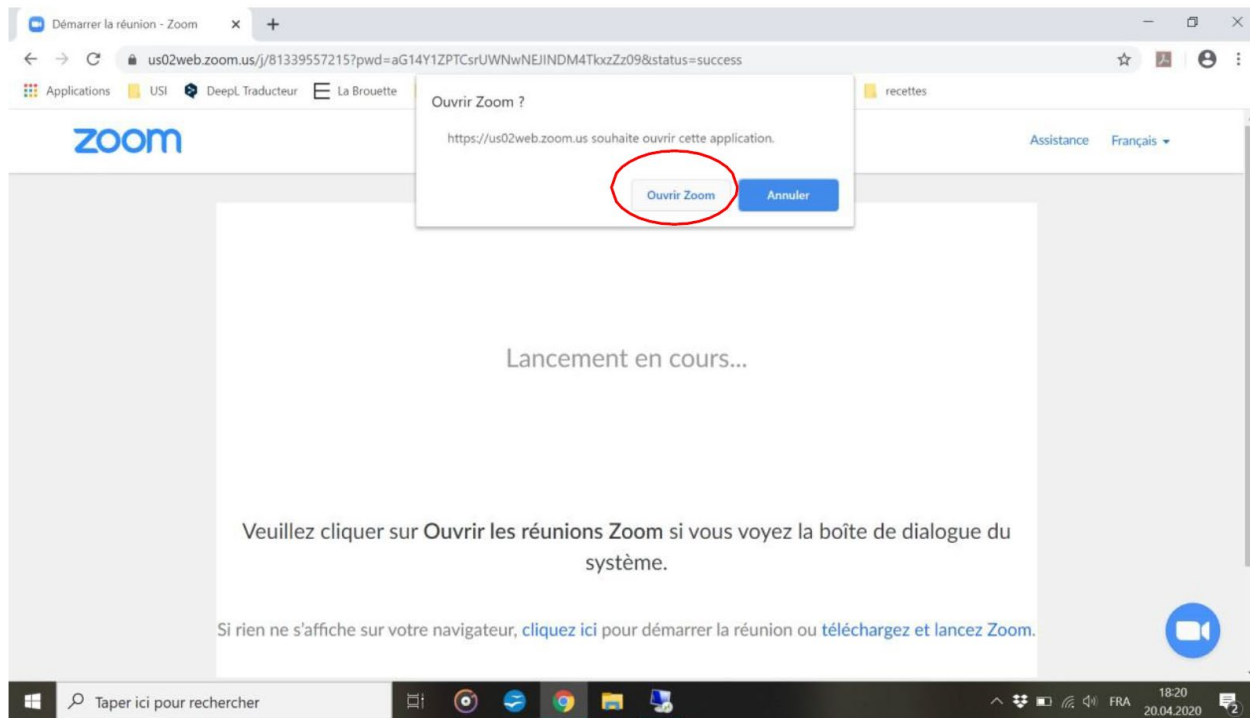 Démarrer la réunion - Zoom
us02web.zoom.us/j/81339557215?pwd=aG14Y1ZPTCsrUWNwNEJINDM4TkxzZz09&status=success
Applications USI DeepL Traducteur La Brouette recettes
Ouvrir Zoom ?
https://us02web.zoom.us souhaite ouvrir cette application.
Ouvrir Zoom Annuler
zoom
Assistance Français
Lancement en cours...
Veuillez cliquer sur Ouvrir les réunions Zoom si vous voyez la boîte de dialogue du
système.
Si rien ne s'affiche sur votre navigateur, cliquez ici pour démarrer la réunion ou téléchargez et lancez Zoom.
Taper ici pour rechercher
FRA
18:20
20.04.2020
2